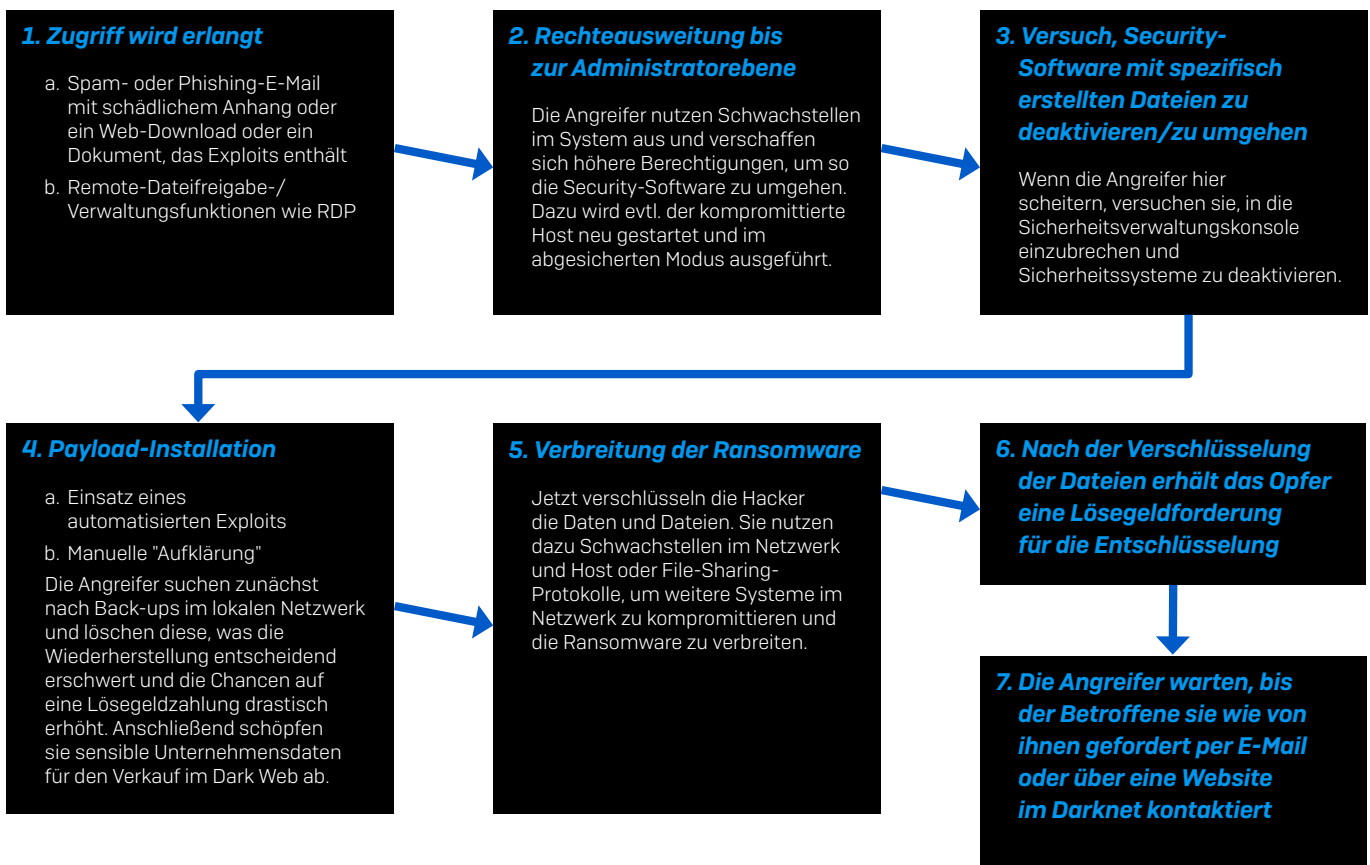 1. Zugriff wird erlangt
a. Spam- oder Phishing-E-Mail
mit schädlichem Anhang oder
ein Web-Download oder ein
Dokument, das Exploits enthält
b. Remote-Dateifreigabe-/
Verwaltungsfunktionen wie RDP
2. Rechteausweitung bis
zur Administratorebene
Die Angreifer nutzen Schwachstellen
im System aus und verschaffen
sich höhere Berechtigungen, um so
die Security-Software zu umgehen.
Dazu wird evtl. der kompromittierte
Host neu gestartet und im
abgesicherten Modus ausgeführt.
3. Versuch, Security-
Software mit spezifisch
erstellten Dateien zu
deaktivieren/zu umgehen
Wenn die Angreifer hier
scheitern, versuchen sie, in die
Sicherheitsverwaltungskonsole
einzubrechen und
Sicherheitssysteme zu deaktivieren.
4. Payload-Installation
a. Einsatz eines
automatisierten Exploits
b. Manuelle "Aufklärung"
Die Angreifer suchen zunächst
nach Back-ups im lokalen Netzwerk
und löschen diese, was die
Wiederherstellung entscheidend
erschwert und die Chancen auf
eine Lösegeldzahlung drastisch
erhöht. Anschließend schöpfen
sie sensible Unternehmensdaten
für den Verkauf im Dark Web ab.
5. Verbreitung der Ransomware
Jetzt verschlüsseln die Hacker
die Daten und Dateien. Sie nutzen
dazu Schwachstellen im Netzwerk
und Host oder File-Sharing-
Protokolle, um weitere Systeme im
Netzwerk zu kompromittieren und
die Ransomware zu verbreiten.
6. Nach der Verschlüsselung
der Dateien erhält das Opfer
eine Lösegeldforderung
für die Entschlüsselung
7. Die Angreifer warten, bis
der Betroffene sie wie von
ihnen gefordert per E-Mail
oder über eine Website
im Darknet kontaktiert